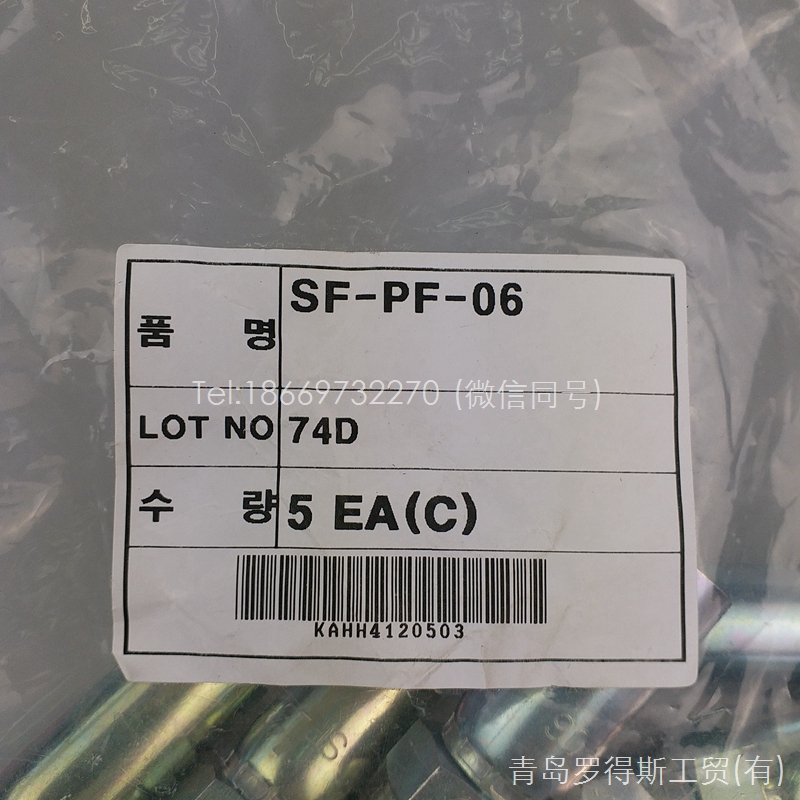 품 명 SF-PF-06
Tel:18669732270 (微信同号)
LOT NO 74D
수 량 5 EA(C)
KAHH4120503
S
青岛罗得斯工贸(有)